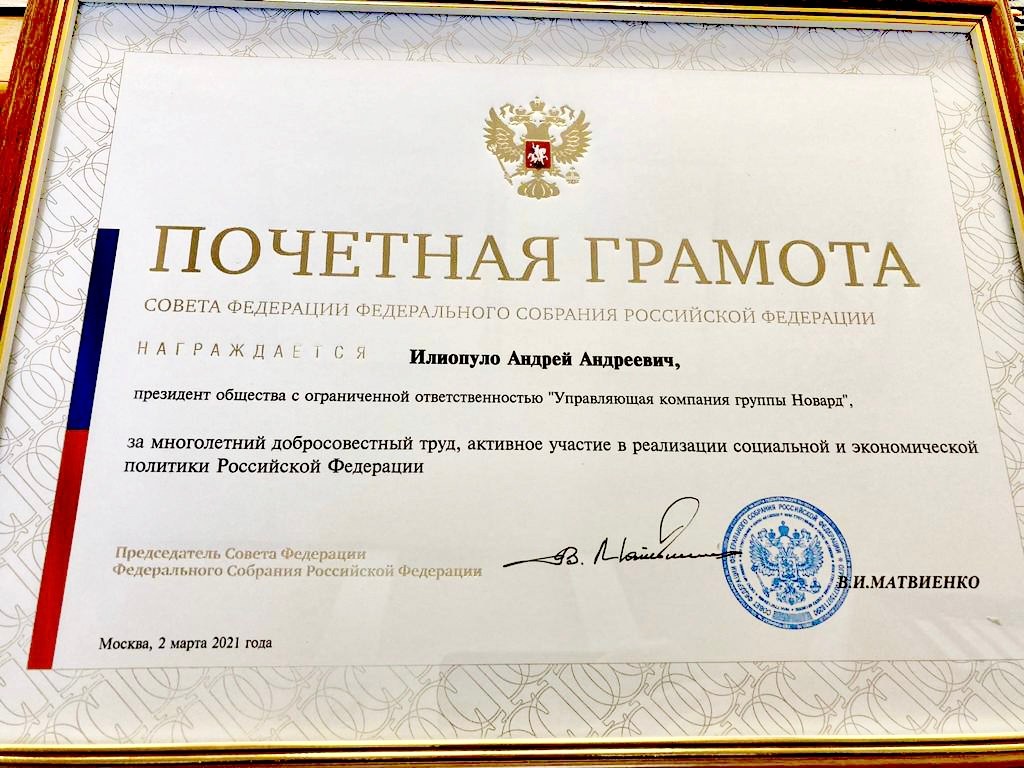 ПОЧЕТНАЯ ГРАМОТА
СОВЕТА ФЕДЕРАЦИИ ФЕДЕРАЛЬНОГО СОБРАНИЯ РОССИЙСКОЙ ФЕДЕРАЦИИ
НАГРАЖДАЕТСЯ Илиопуло Андрей Андреевич,
президент общества с ограниченной ответственностью "Управляющая компания группы Новард",
за многолетний добросовестный труд, активное участие в реализации социальной и экономической
политики Российской Федерации
Председатель Совета Федерации
Федерального Собрания Российской Федерации
В.И.МАТВИЕНКО
Москва, 2 марта 2021 года